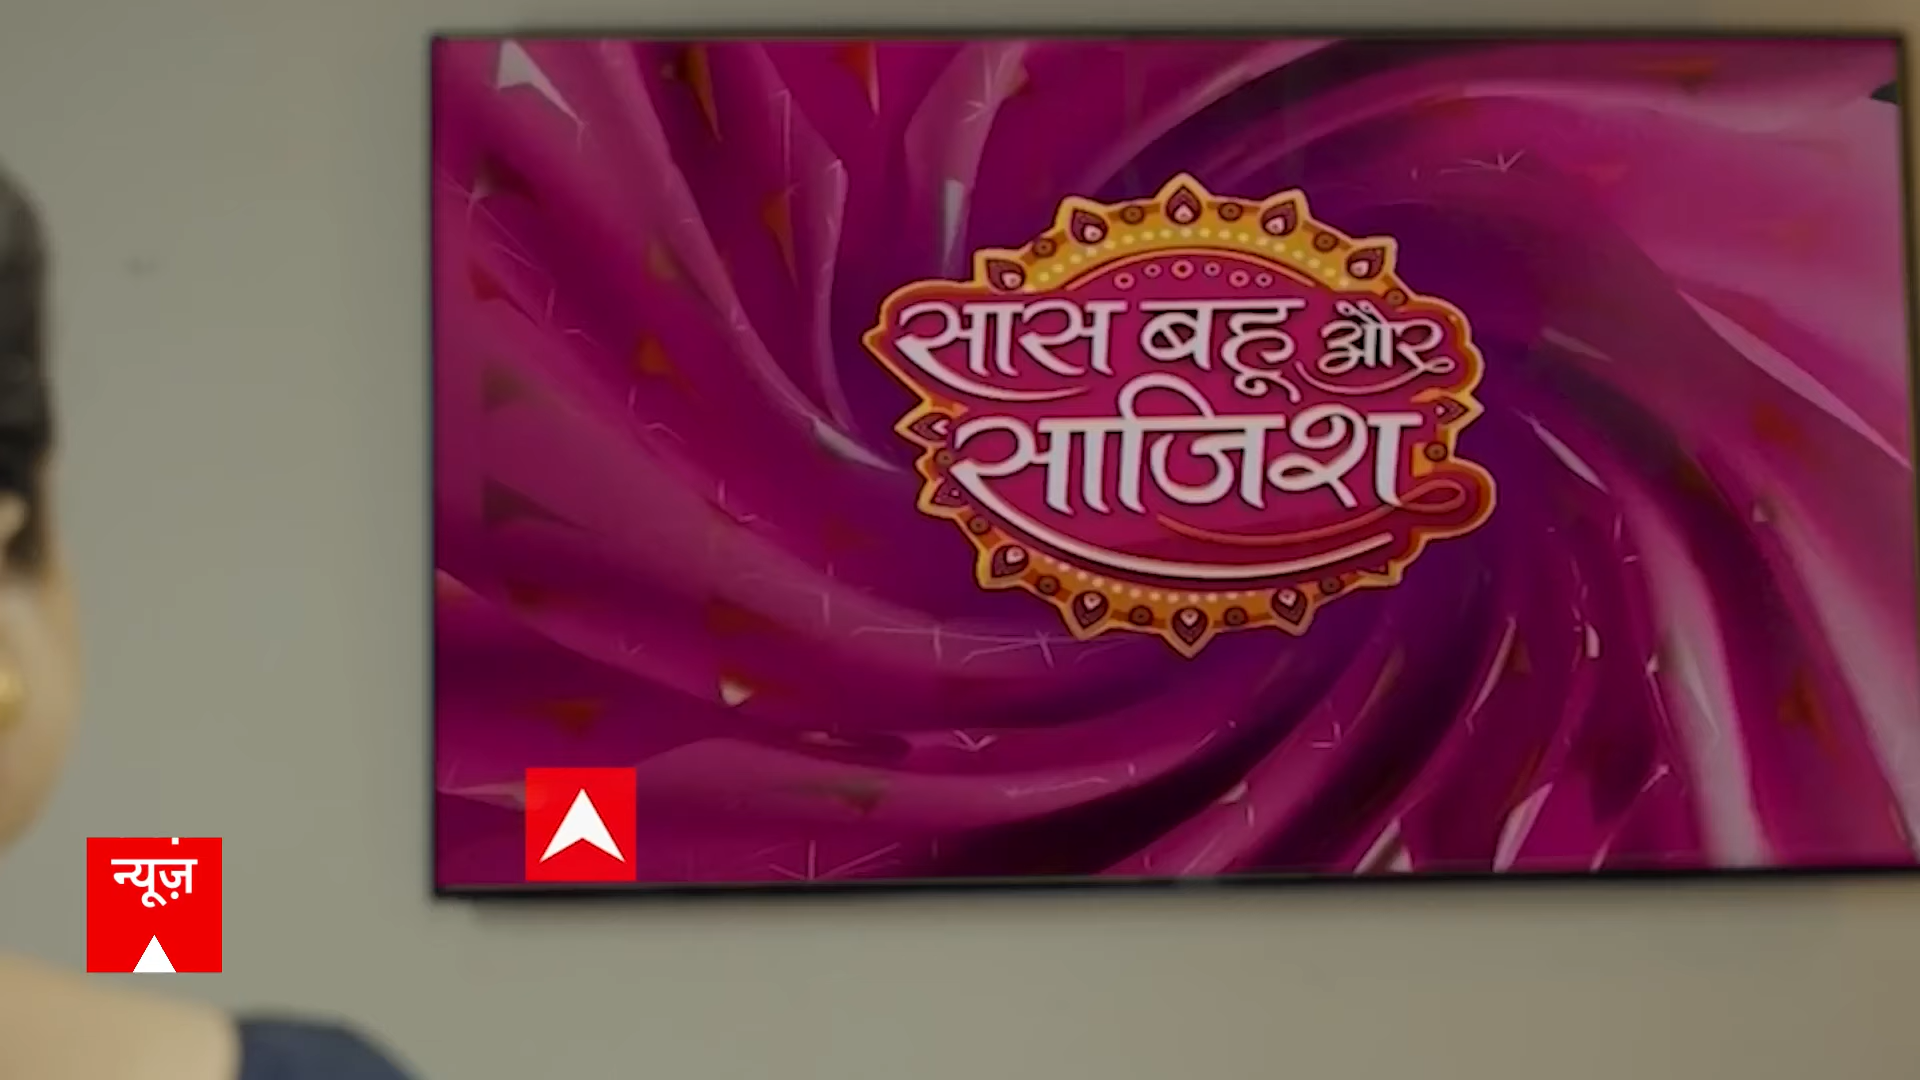 सास बहू और
साजिश
न्यूज़